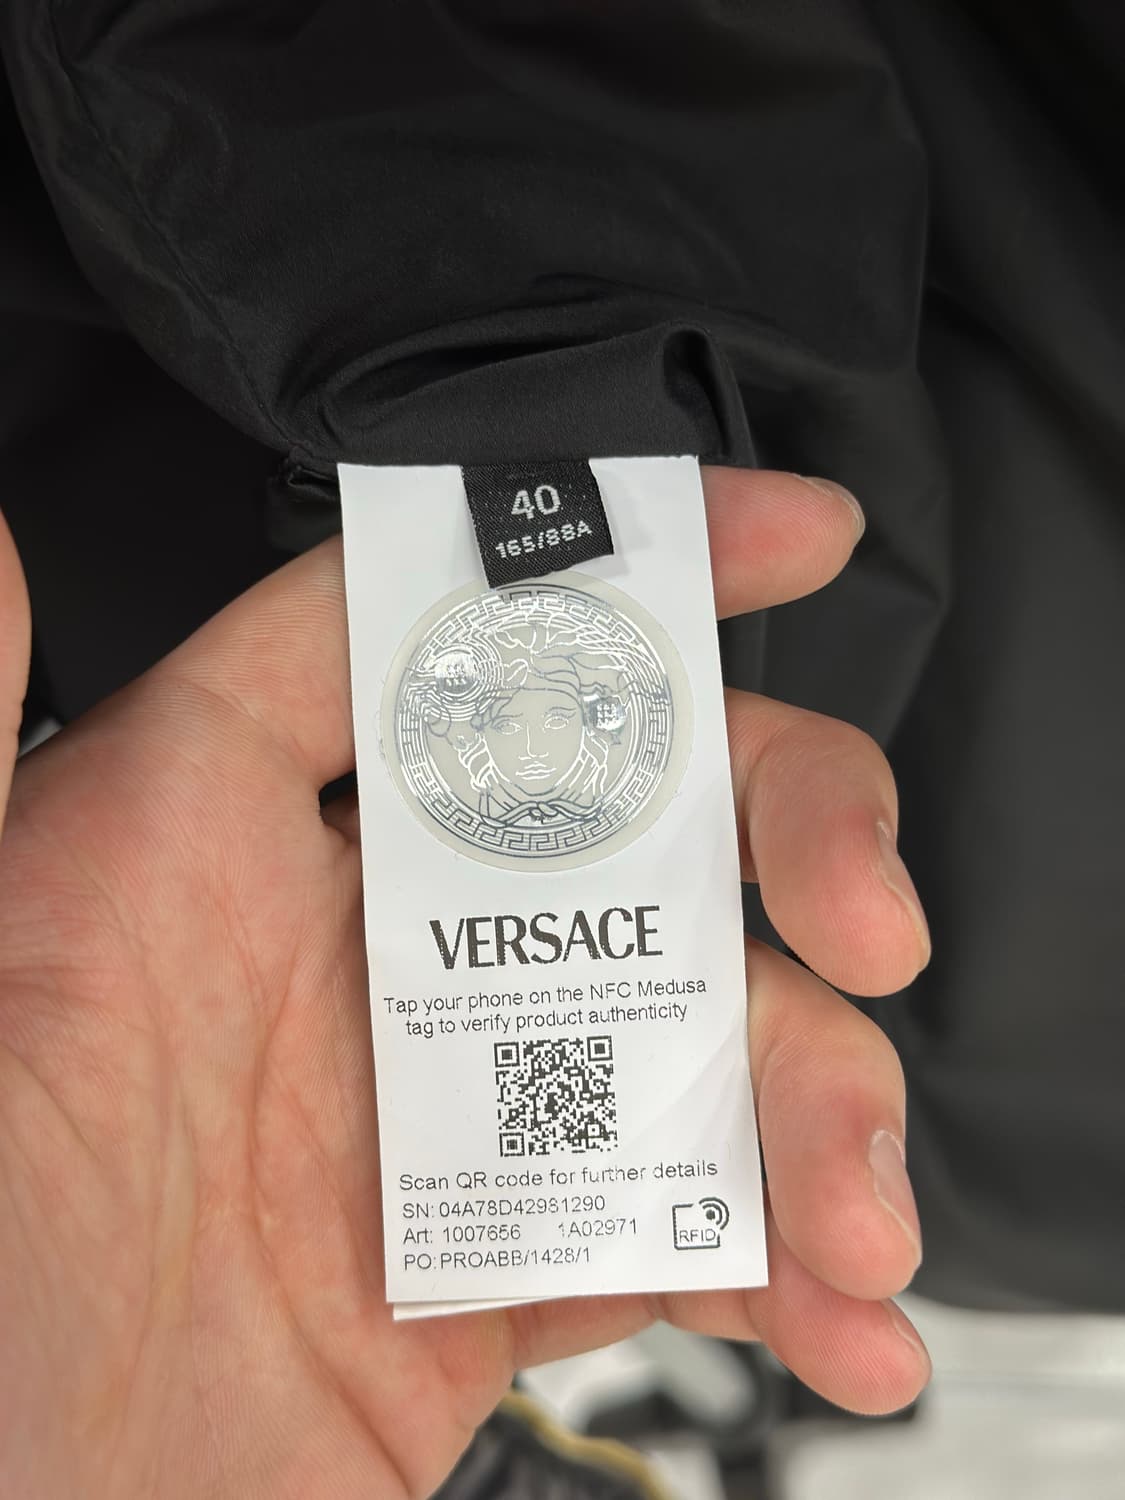 40
165/88A
VERSACE
Tap your phone on the NFC Medusa
tag to verify product authenticity
Scan QR code for further details
SN: 04A78D42981290
Art: 1007656 1A02971
PO: PROABB/1428/1
RFID